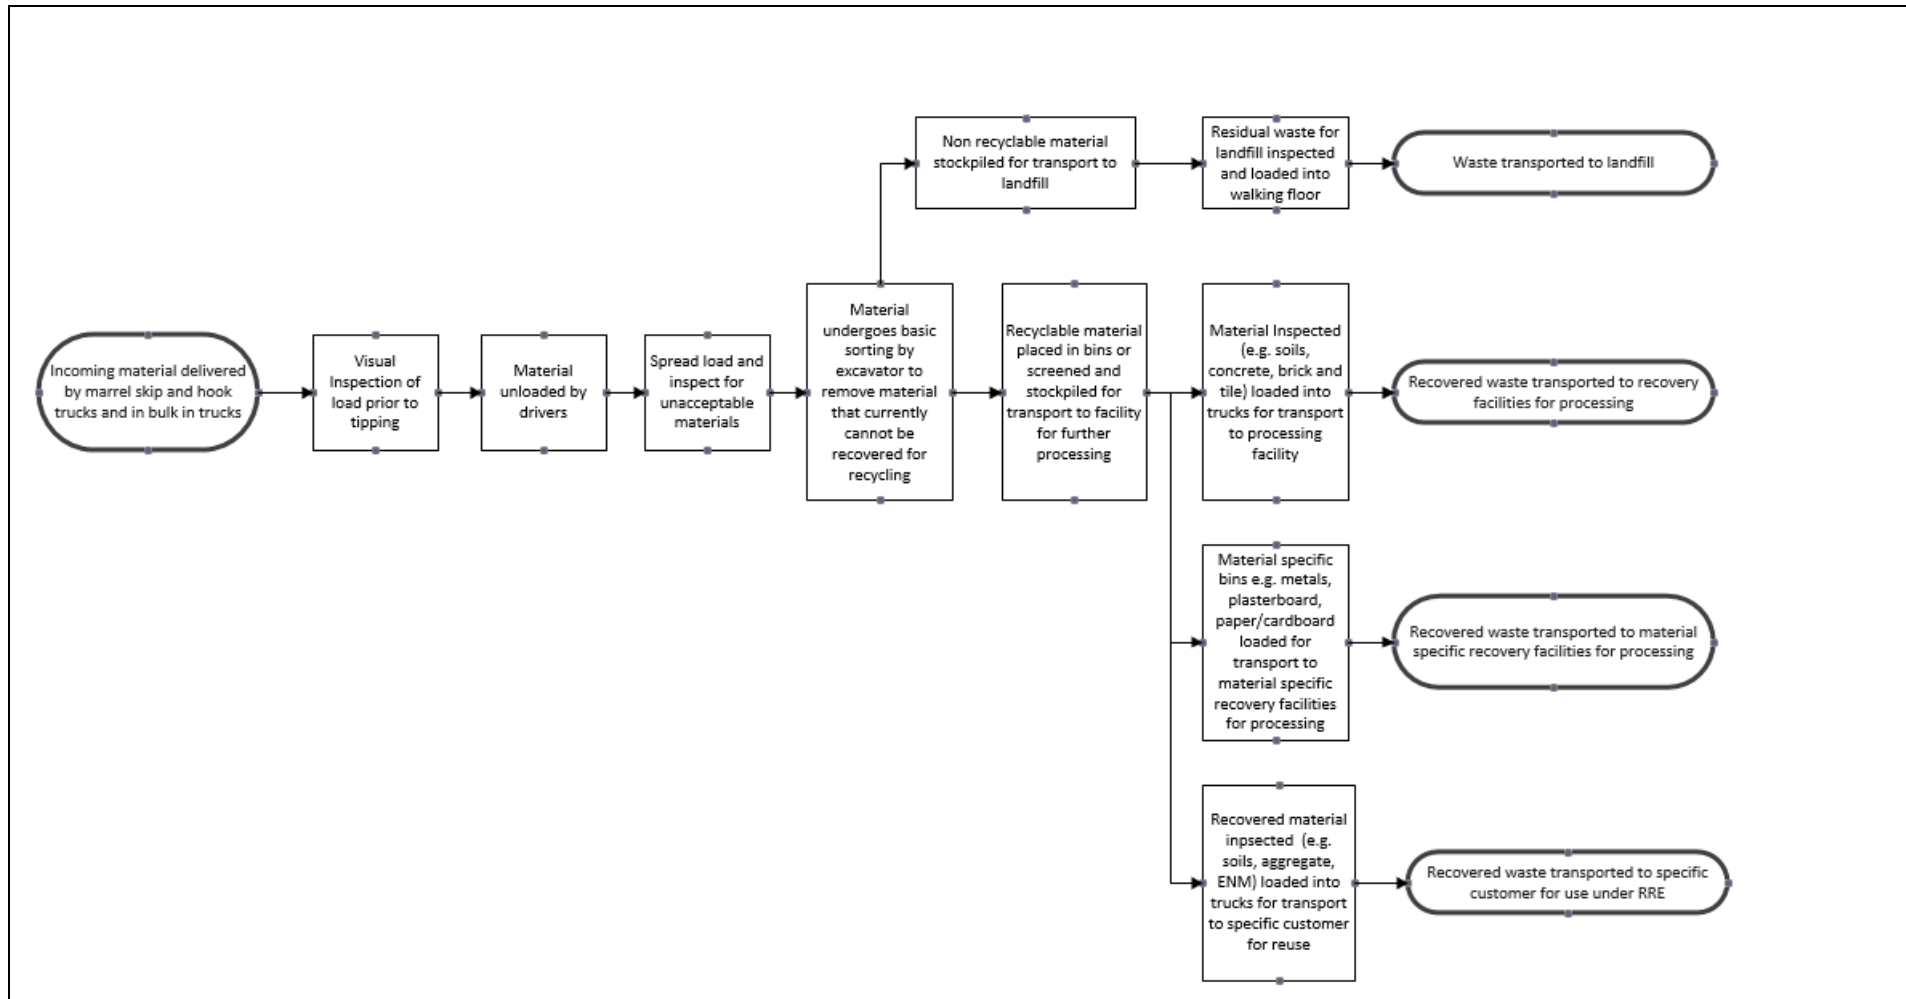 Non recyclable material
stockpiled for transport to
landfill
Residual waste for
landfill inspected
and loaded into
walking floor
Waste transported to landfill
Incoming material delivered
by marrel skip and hook
trucks and in bulk in trucks
Visual
Inspection of
load prior to
tipping
Material
unloaded by
drivers
Spread load and
inspect for
unacceptable
materials
Material
undergoes basic
sorting by
excavator to
remove material
that currently
cannot be
recovered for
recycling
Recyclable material
placed in bins or
screened and
stockpiled for
transport to facility
for further
processing
Material Inspected
(e.g. soils,
concrete, brick and
tile) loaded into
trucks for transport
to processing
facility
Recovered waste transported to recovery
facilities for processing
Material specific
bins e.g. metals,
plasterboard,
paper/cardboard
loaded for
transport to
material specific
recovery facilities
for processing
Recovered waste transported to material
specific recovery facilities for processing
Recovered material
inpsected (e.g.
soils, aggregate,
ENM) loaded into
trucks for transport
to specific customer
for reuse
Recovered waste transported to specific
customer for use under RRE